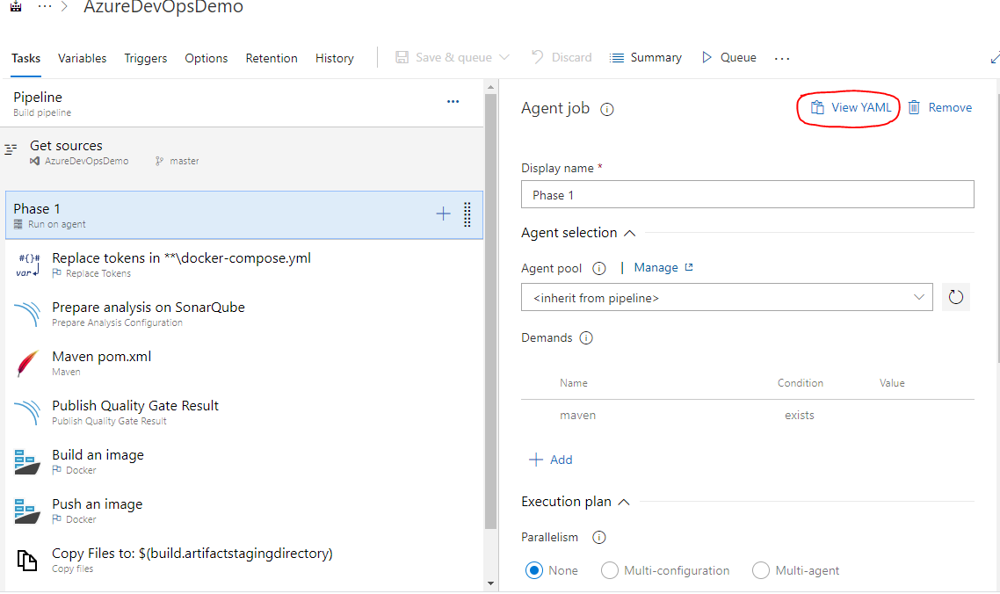 ··· > AzureDevOpsDemo
Tasks Variables Triggers Options Retention History Save & queue Discard Summary Queue ···
Pipeline ···
Build pipeline
Get sources
AzureDevOpsDemo master
Phase 1
Run on agent
#{}#
var
Replace tokens in **\docker-compose.yml
Replace Tokens
Prepare analysis on SonarQube
Prepare Analysis Configuration
Maven pom.xml
Maven
Publish Quality Gate Result
Publish Quality Gate Result
Build an image
Docker
Push an image
Docker
Copy Files to: $(build.artifactstagingdirectory)
Copy files
Agent job View YAML Remove
Display name *
Phase 1
Agent selection
Agent pool | Manage
<inherit from pipeline>
Demands
Name Condition Value
maven exists
+ Add
Execution plan
Parallelism
None Multi-configuration Multi-agent